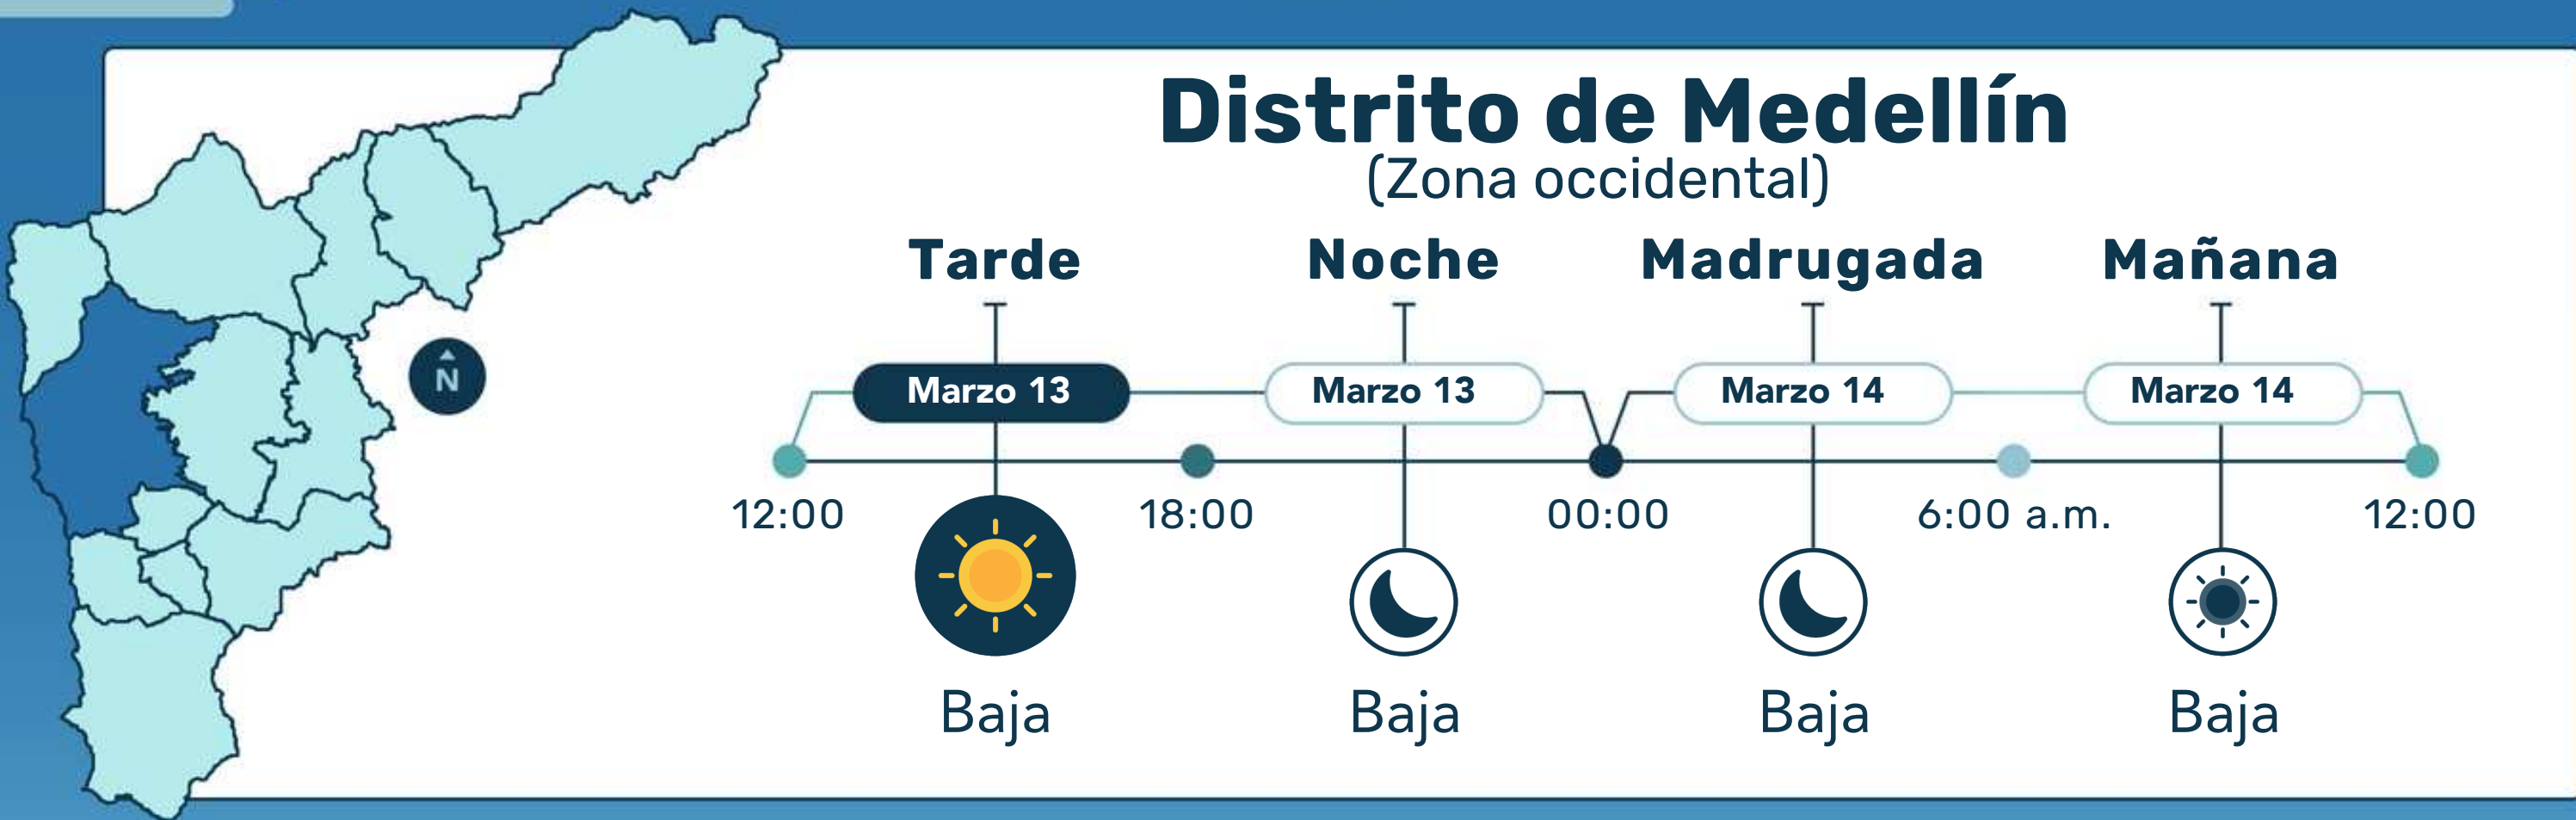 Distrito de Medellín
(Zona occidental)
Tarde Noche Madrugada Mañana
N
Marzo 13 Marzo 13 Marzo 14 Marzo 14
12:00 18:00 00:00 6:00 a.m. 12:00
Baja Baja Baja Baja